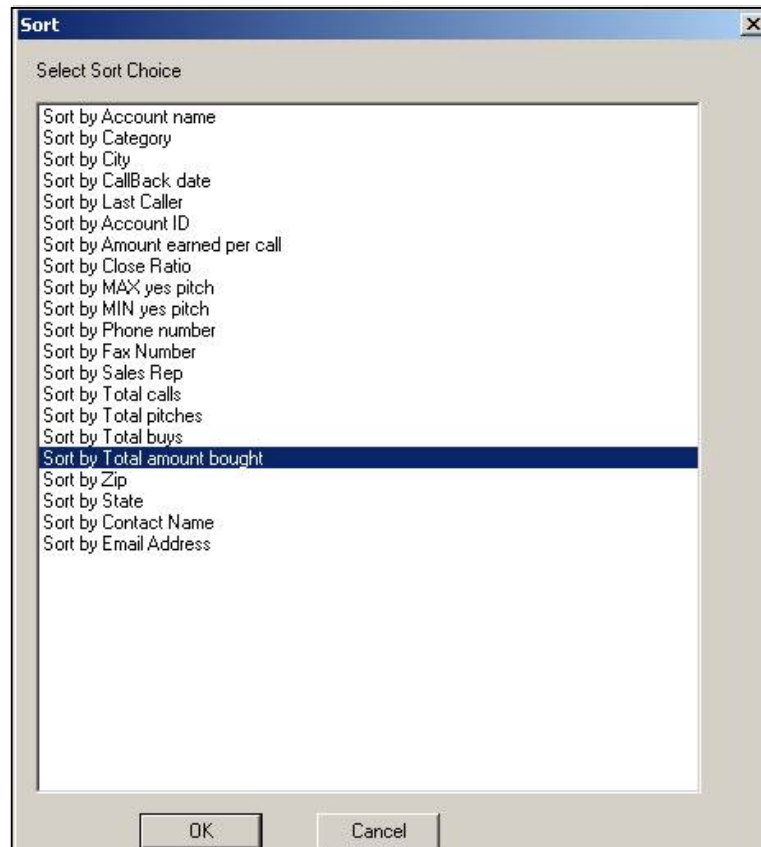 Sort
Select Sort Choice
Sort by Account name
Sort by Category
Sort by City
Sort by CallBack date
Sort by Last Caller
Sort by Account ID
Sort by Amount earned per call
Sort by Close Ratio
Sort by MAX yes pitch
Sort by MIN yes pitch
Sort by Phone number
Sort by Fax Number
Sort by Sales Rep
Sort by Total calls
Sort by Total pitches
Sort by Total buys
Sort by Total amount bought
Sort by Zip
Sort by State
Sort by Contact Name
Sort by Email Address
OK Cancel